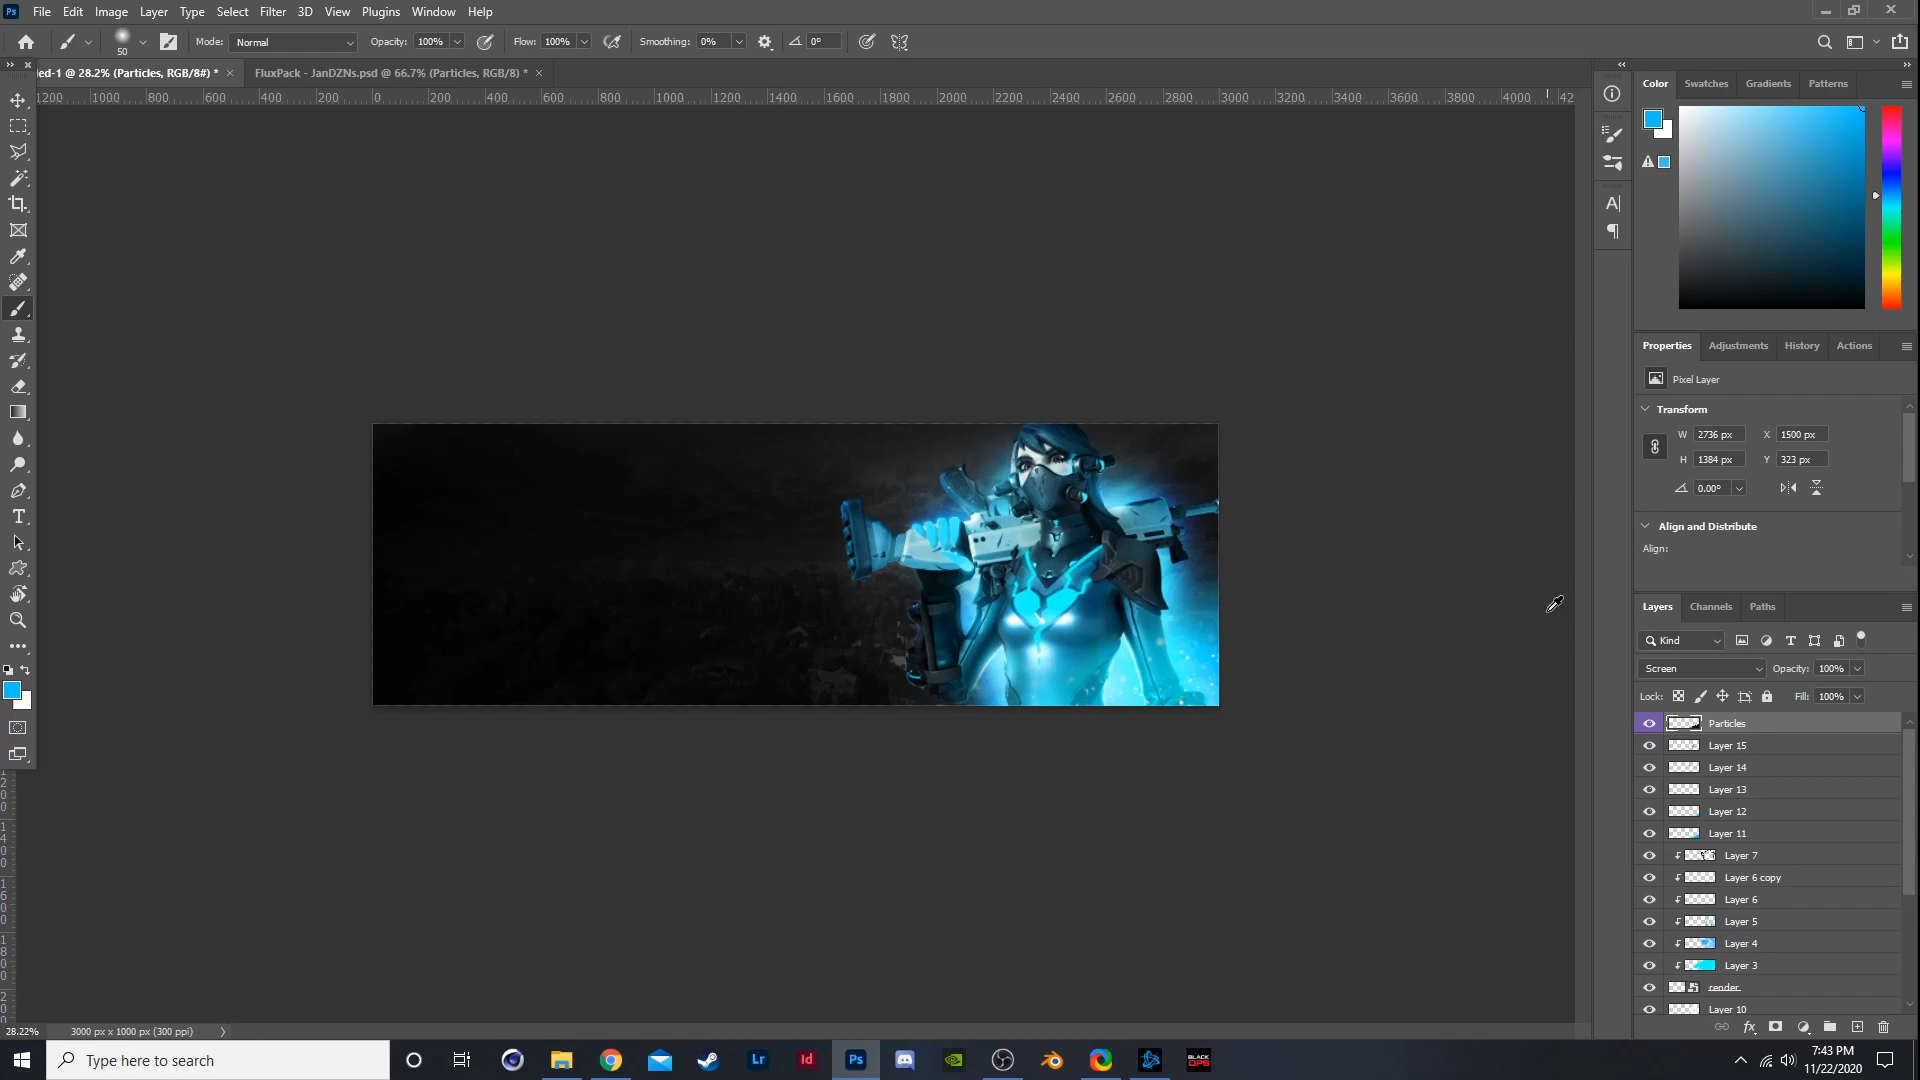 Ps File Edit Image Layer Type Select Filter 3D View Plugins Window Help
50 Mode: Normal Opacity: 100% Flow: 100% Smoothing: 0% 0°
led-1 @ 28.2% (Particles, RGB/8#) * × FluxPack - JanDZNs.psd @ 66.7% (Particles, RGB/8) * ×
1200 1000 800 600 400 200 0 200 400 600 800 1000 1200 1400 1600 1800 2000 2200 2400 2600 2800 3000 3200 3400 3600 3800 4000 42
Color Swatches Gradients Patterns
Properties Adjustments History Actions
Pixel Layer
Transform
W 2736 px X 1500 px
H 1384 px Y 323 px
0.00°
Align and Distribute
Align:
Layers Channels Paths
Kind
Screen Opacity: 100%
Lock: Fill: 100%
Particles
Layer 15
Layer 14
Layer 13
Layer 12
Layer 11
Layer 7
Layer 6 copy
Layer 6
Layer 5
Layer 4
Layer 3
render
Layer 10
28.22% 3000 px x 1000 px (300 ppi)
Type here to search
Lr Id Ps BLACK OPS
7:43 PM
11/22/2020